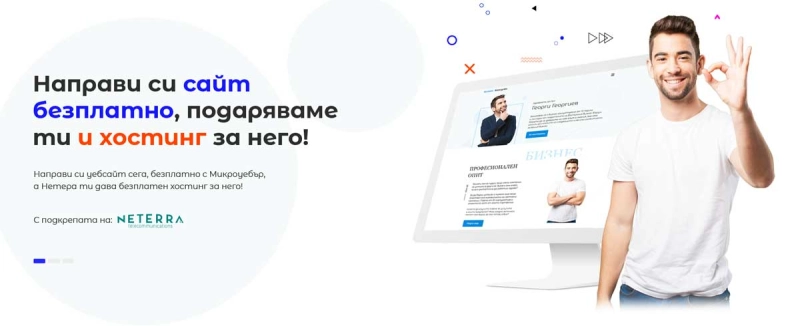 Направи си сайт
безплатно, подаряваме
ти и хостинг за него!
Направи си уебсайт сега, безплатно с Микроуебър,
а Нетера ти дава безплатен хостинг за него!
С подкрепата на: NETERRA
telecommunications
Георги Георгиев
БИЗНЕС
ПРОФЕСИОНАЛЕН
ОПИТ